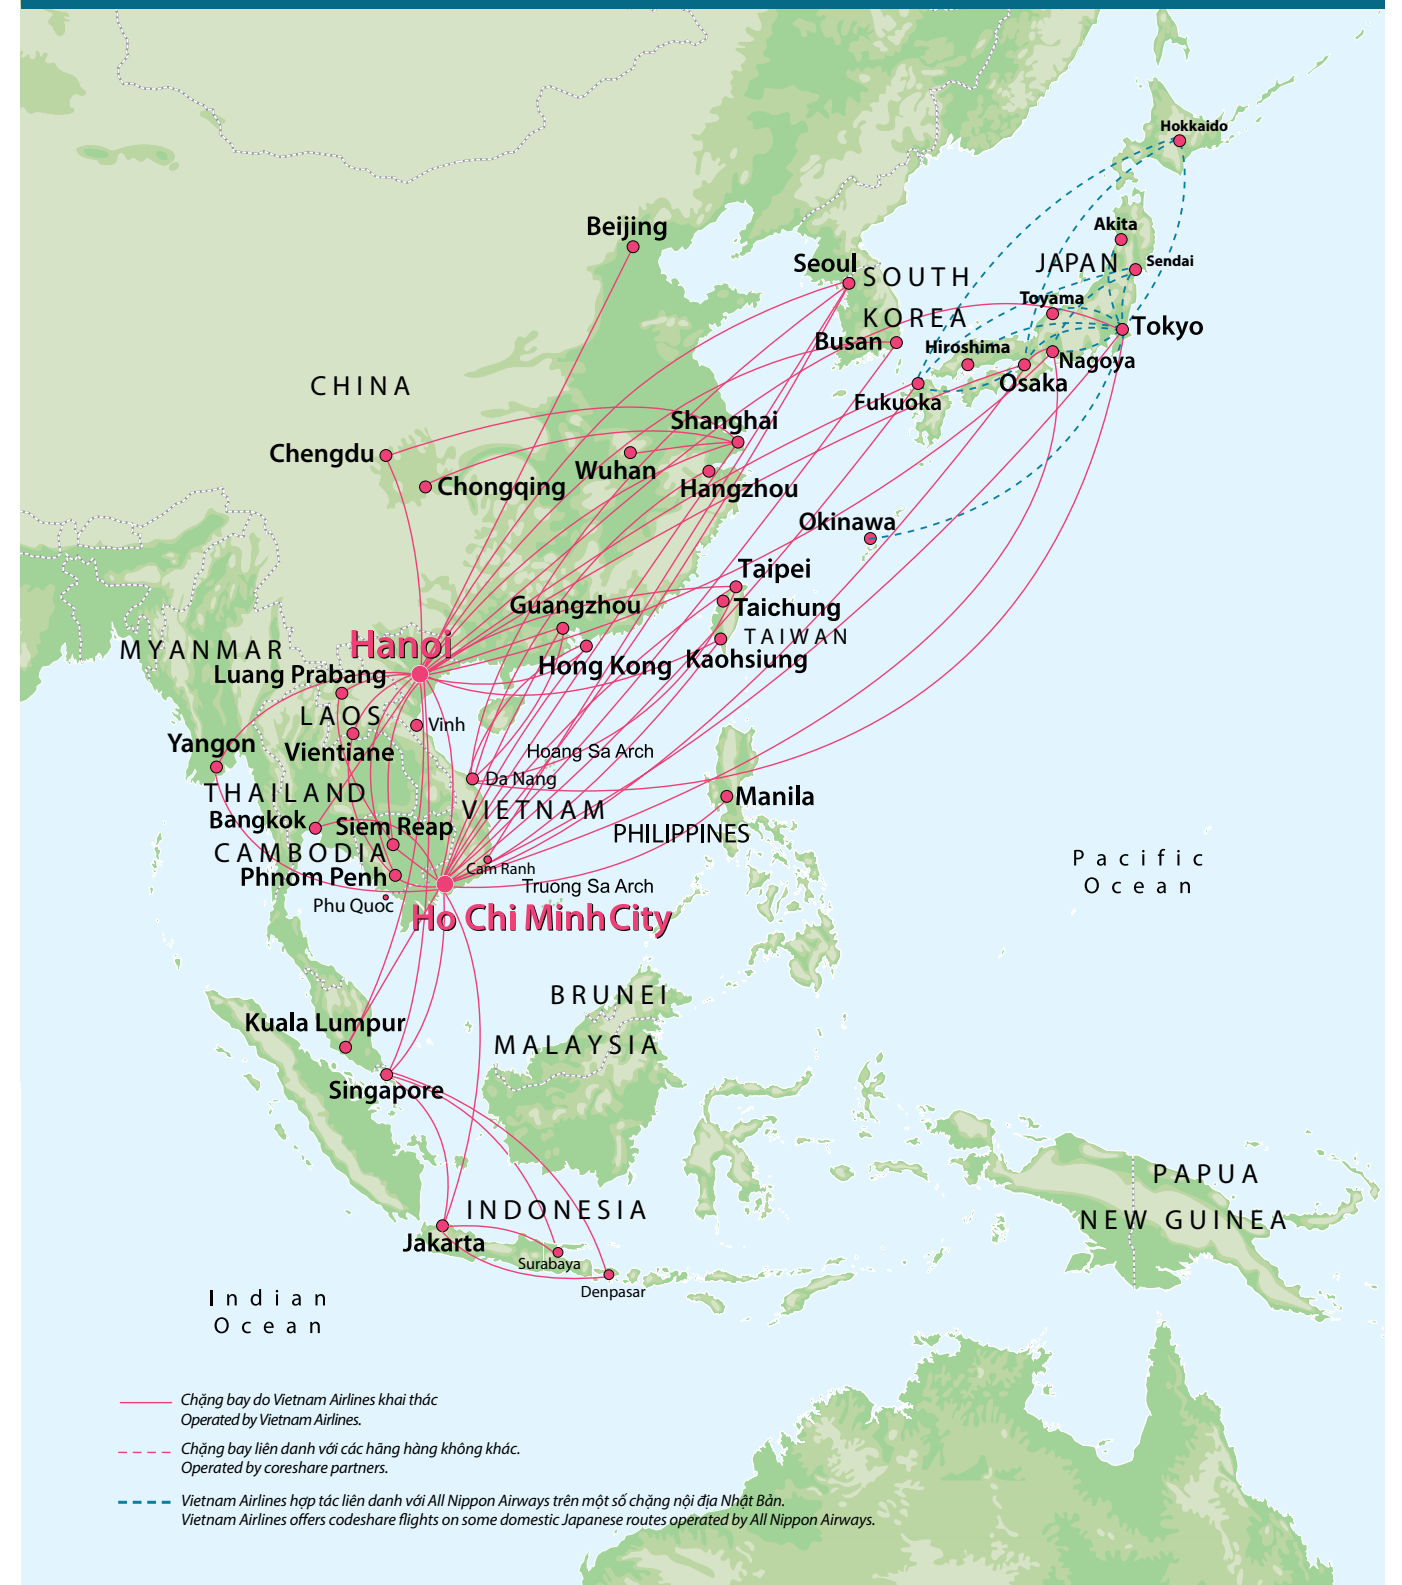 Hokkaido
Akita
Beijing
JAPAN
Sendai
Seoul
SOUTH
KOREA
Toyama
Tokyo
Busan
Hiroshima
Nagoya
Osaka
Fukuoka
CHINA
Shanghai
Chengdu
Wuhan
Chongqing
Hangzhou
Okinawa
Taipei
Guangzhou
Taichung
TAIWAN
Hanoi
MYANMAR
Hong Kong
Kaohsiung
Luang Prabang
LAOS
Vinh
Yangon
Vientiane
Hoang Sa Arch
Da Nang
THAILAND
VIETNAM
Manila
Bangkok
Siem Reap
PHILIPPINES
CAMBODIA
Cam Ranh
Phnom Penh
Truong Sa Arch
Phu Quoc
Ho Chi Minh City
Pacific
Ocean
BRUNEI
Kuala Lumpur
MALAYSIA
Singapore
PAPUA
NEW GUINEA
INDONESIA
Jakarta
Surabaya
Denpasar
Indian
Ocean
Chặng bay do Vietnam Airlines khai thác
Operated by Vietnam Airlines.
Chặng bay liên danh với các hãng hàng không khác.
Operated by coreshare partners.
Vietnam Airlines hợp tác liên danh với All Nippon Airways trên một số chặng nội địa Nhật Bản.
Vietnam Airlines offers codeshare flights on some domestic Japanese routes operated by All Nippon Airways.